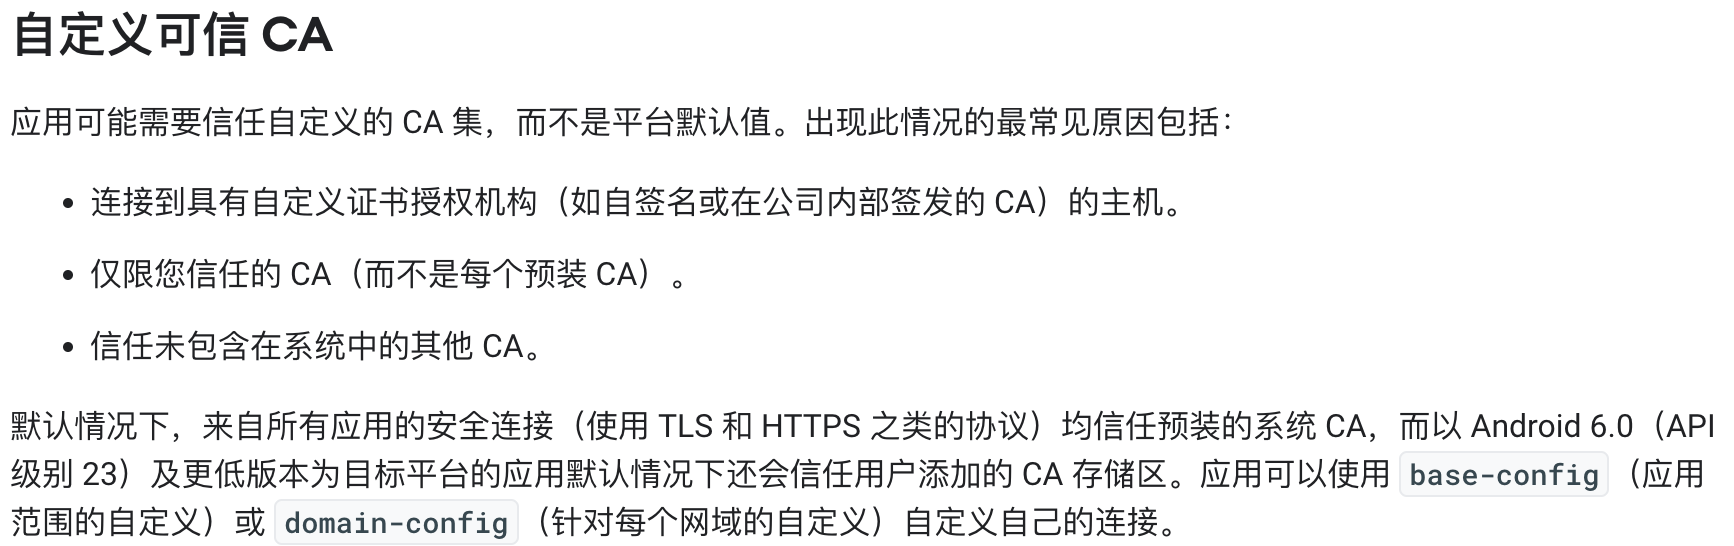 自定义可信 CA
应用可能需要信任自定义的 CA 集，而不是平台默认值。出现此情况的最常见原因包括：
• 连接到具有自定义证书授权机构（如自签名或在公司内部签发的 CA）的主机。
• 仅限您信任的 CA（而不是每个预装 CA）。
• 信任未包含在系统中的其他 CA。
默认情况下，来自所有应用的安全连接（使用 TLS 和 HTTPS 之类的协议）均信任预装的系统 CA，而以 Android 6.0（API
级别 23）及更低版本为目标平台的应用默认情况下还会信任用户添加的 CA 存储区。应用可以使用 base-config（应用
范围的自定义）或 domain-config（针对每个网域的自定义）自定义自己的连接。